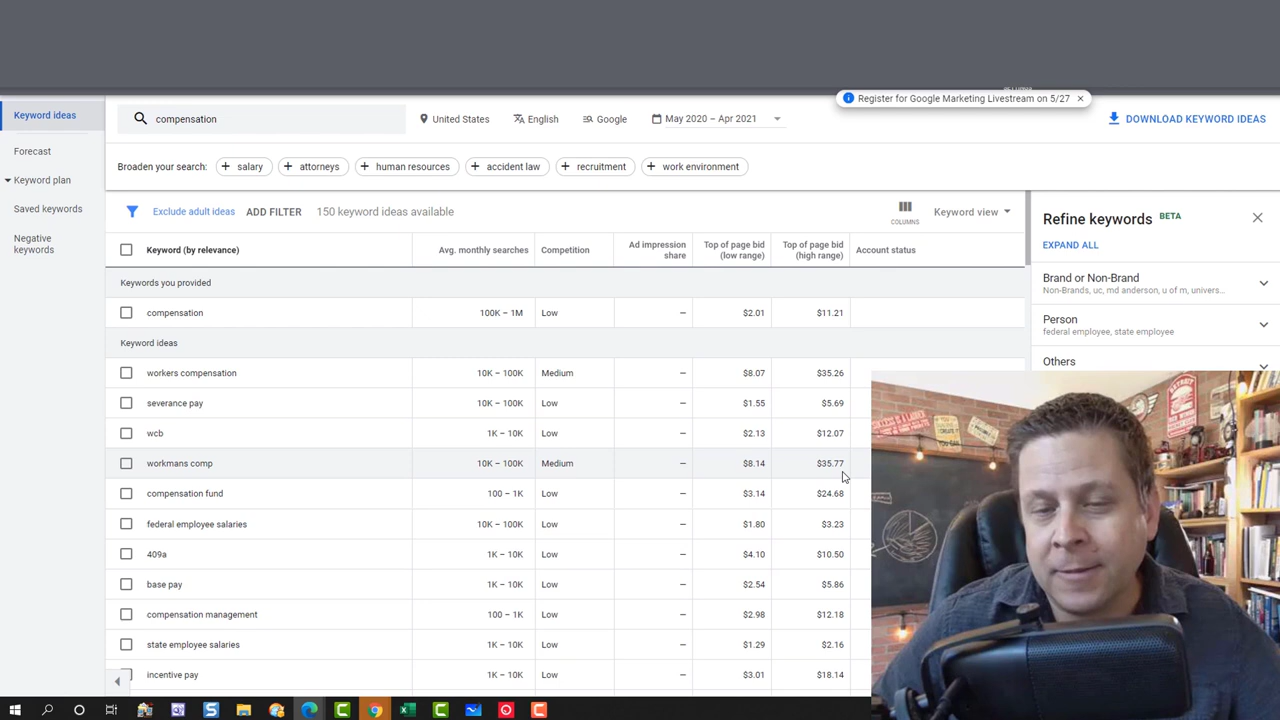 Register for Google Marketing Livestream on 5/27 ×
Keyword ideas
Forecast
Keyword plan
Saved keywords
Negative
keywords
compensation
United States
English
Google
May 2020 – Apr 2021
DOWNLOAD KEYWORD IDEAS
Broaden your search: + salary + attorneys + human resources + accident law + recruitment + work environment
Exclude adult ideas ADD FILTER 150 keyword ideas available
COLUMNS
Keyword view
Keyword (by relevance) Avg. monthly searches Competition Ad impression share Top of page bid (low range) Top of page bid (high range) Account status
Keywords you provided
compensation 100K – 1M Low – $2.01 $11.21
Keyword ideas
workers compensation 10K – 100K Medium – $8.07 $35.26
severance pay 10K – 100K Low – $1.55 $5.69
wcb 1K – 10K Low – $2.13 $12.07
workmans comp 10K – 100K Medium – $8.14 $35.77
compensation fund 100 – 1K Low – $3.14 $24.68
federal employee salaries 10K – 100K Low – $1.80 $3.23
409a 1K – 10K Low – $4.10 $10.50
base pay 1K – 10K Low – $2.54 $5.86
compensation management 100 – 1K Low – $2.98 $12.18
state employee salaries 1K – 10K Low – $1.29 $2.16
incentive pay 1K – 10K Low – $3.01 $18.14
Refine keywords BETA
EXPAND ALL
Brand or Non-Brand
Non-Brands, uc, md anderson, u of m, univers...
Person
federal employee, state employee
Others